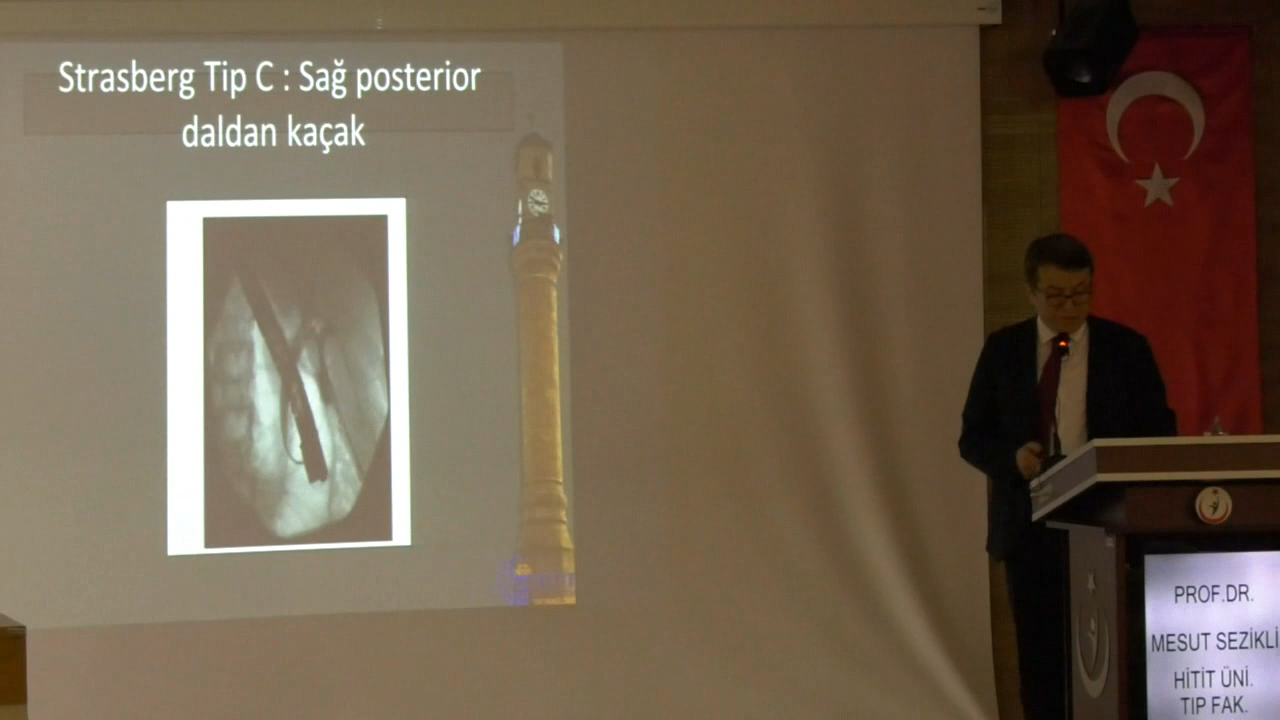 Strasberg Tip C : Sağ posterior
daldan kaçak
PROF.DR.
MESUT SEZİKLİ
HİTİT ÜNİ.
TIP FAK.